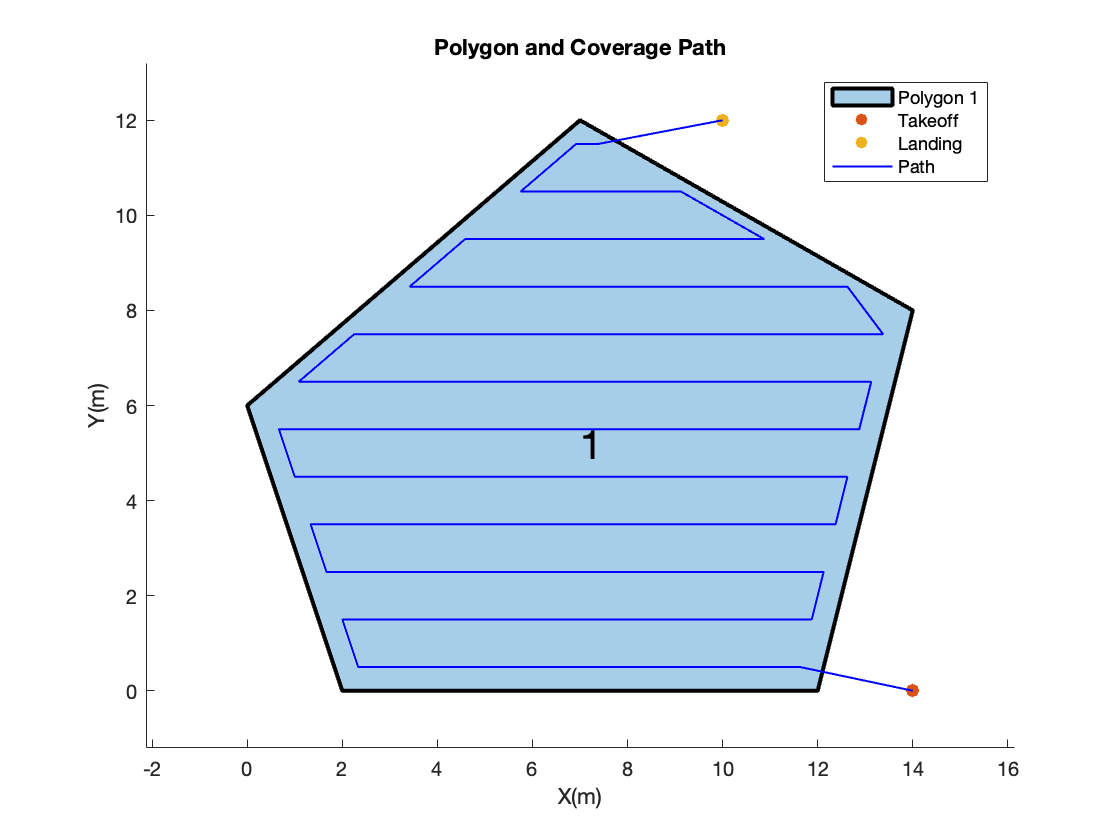 Polygon and Coverage Path
Polygon 1
Takeoff
Landing
Path
12
10
8
6
4
2
0
Y(m)
1
-2 0 2 4 6 8 10 12 14 16
X(m)